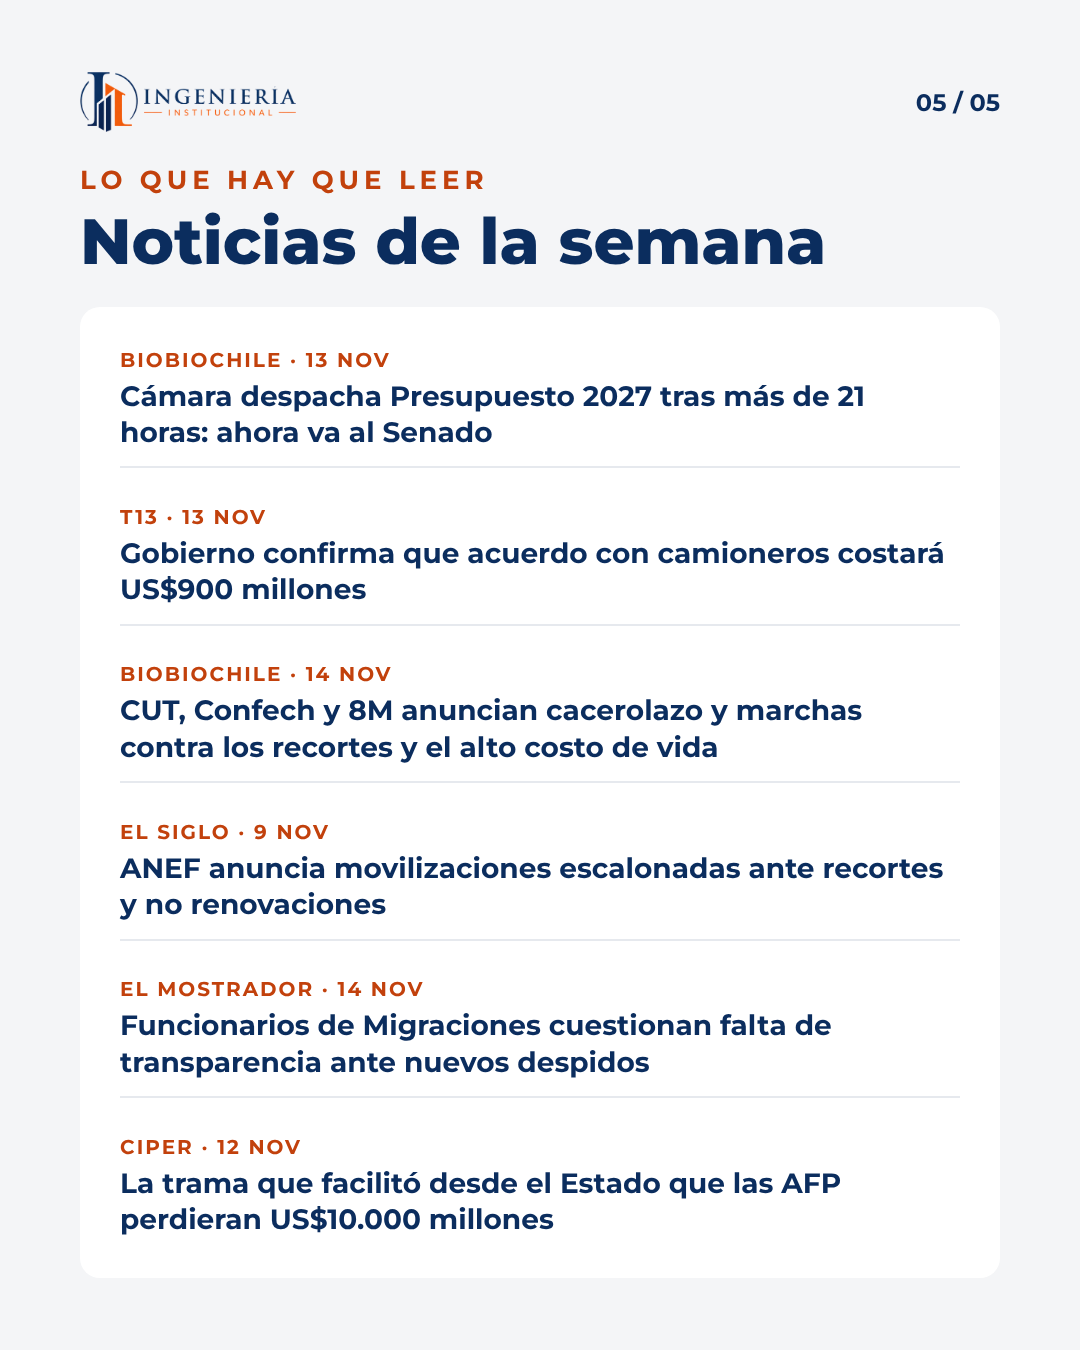 INGENIERIA
INSTITUCIONAL
05 / 05
LO QUE HAY QUE LEER
Noticias de la semana
BIOBIOCHILE · 13 NOV
Cámara despacha Presupuesto 2027 tras más de 21
horas: ahora va al Senado
T13 · 13 NOV
Gobierno confirma que acuerdo con camioneros costará
US$900 millones
BIOBIOCHILE · 14 NOV
CUT, Confech y 8M anuncian cacerolazo y marchas
contra los recortes y el alto costo de vida
EL SIGLO · 9 NOV
ANEF anuncia movilizaciones escalonadas ante recortes
y no renovaciones
EL MOSTRADOR · 14 NOV
Funcionarios de Migraciones cuestionan falta de
transparencia ante nuevos despidos
CIPER · 12 NOV
La trama que facilitó desde el Estado que las AFP
perdieran US$10.000 millones